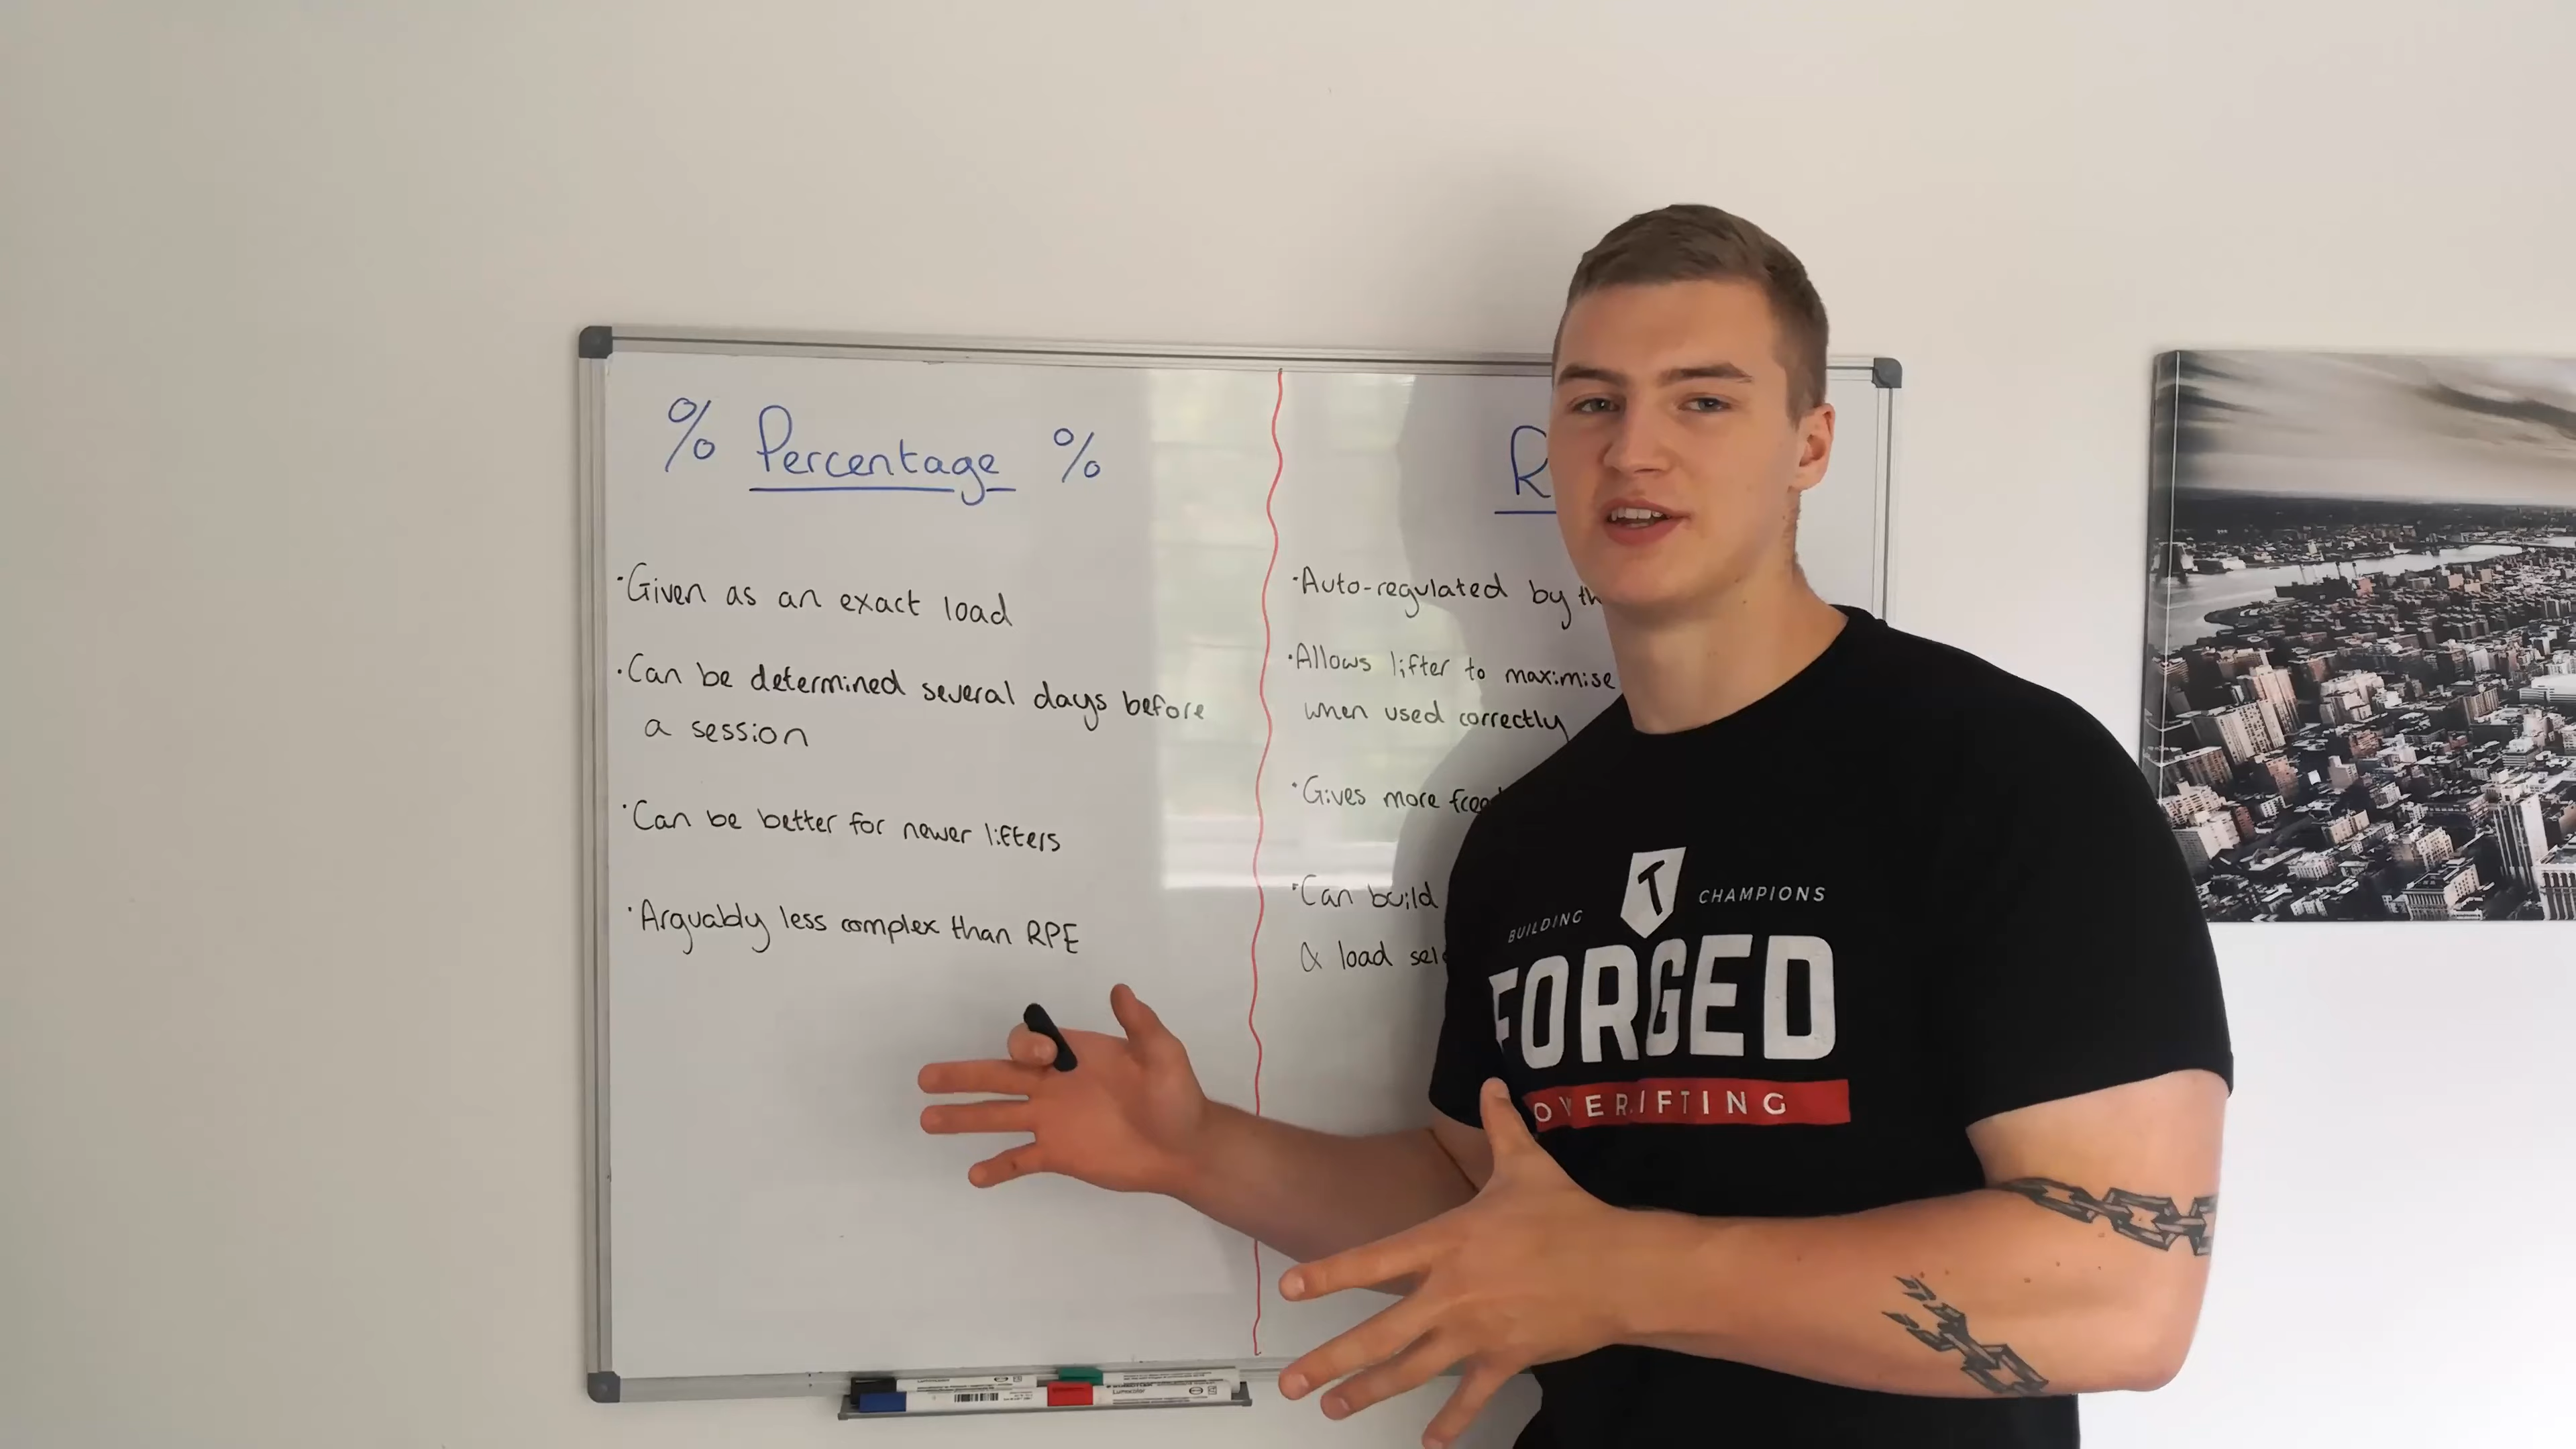 % Percentage %
·Given as an exact load
·Can be determined several days before
a session
·Can be better for newer lifters
·Arguably less complex than RPE
R
·Auto-regulated by th
·Allows lifter to maximise
when used correctly
·Gives more
·Can build
& load
BUILDING T CHAMPIONS
FORGED